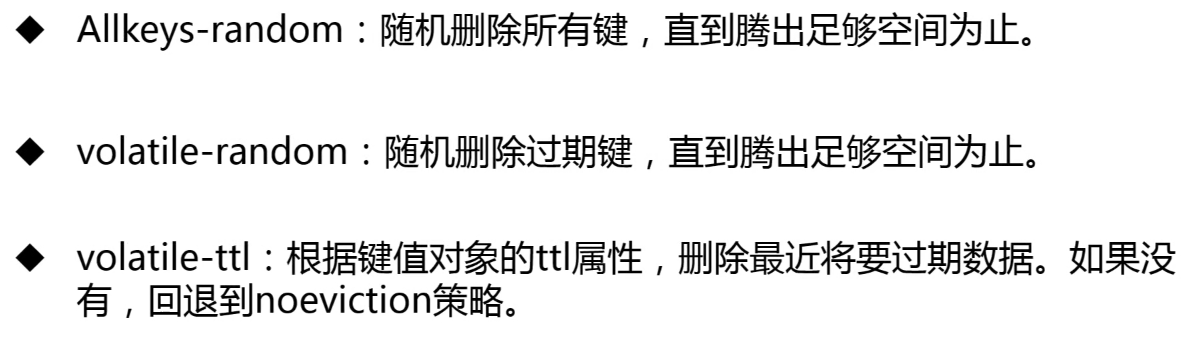 ◆ Allkeys-random：随机删除所有键，直到腾出足够空间为止。
◆ volatile-random：随机删除过期键，直到腾出足够空间为止。
◆ volatile-ttl：根据键值对象的ttl属性，删除最近将要过期数据。如果没
有，回退到noeviction策略。